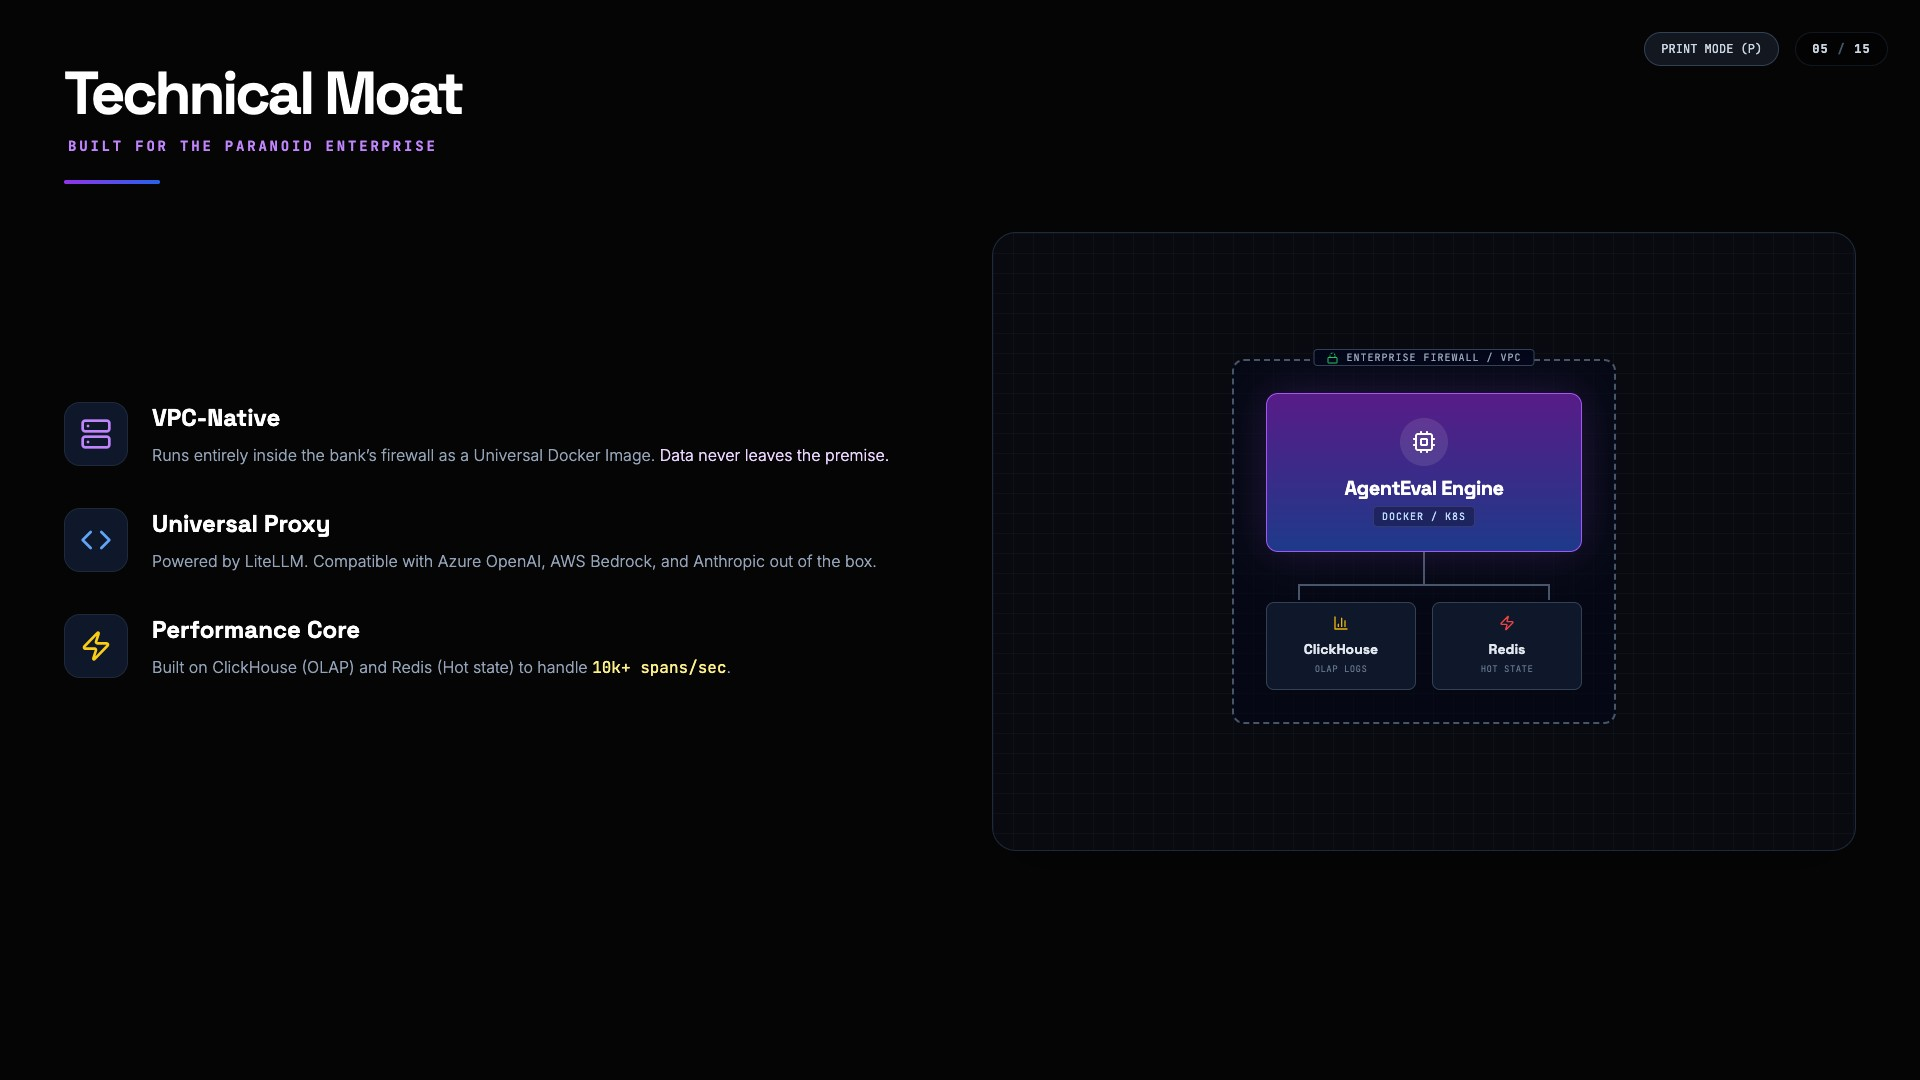 PRINT MODE (P)
05 / 15
Technical Moat
BUILT FOR THE PARANOID ENTERPRISE
VPC-Native
Runs entirely inside the bank’s firewall as a Universal Docker Image. Data never leaves the premise.
Universal Proxy
Powered by LiteLLM. Compatible with Azure OpenAI, AWS Bedrock, and Anthropic out of the box.
Performance Core
Built on ClickHouse (OLAP) and Redis (Hot state) to handle 10k+ spans/sec.
ENTERPRISE FIREWALL / VPC
AgentEval Engine
DOCKER / K8S
ClickHouse
OLAP LOGS
Redis
HOT STATE